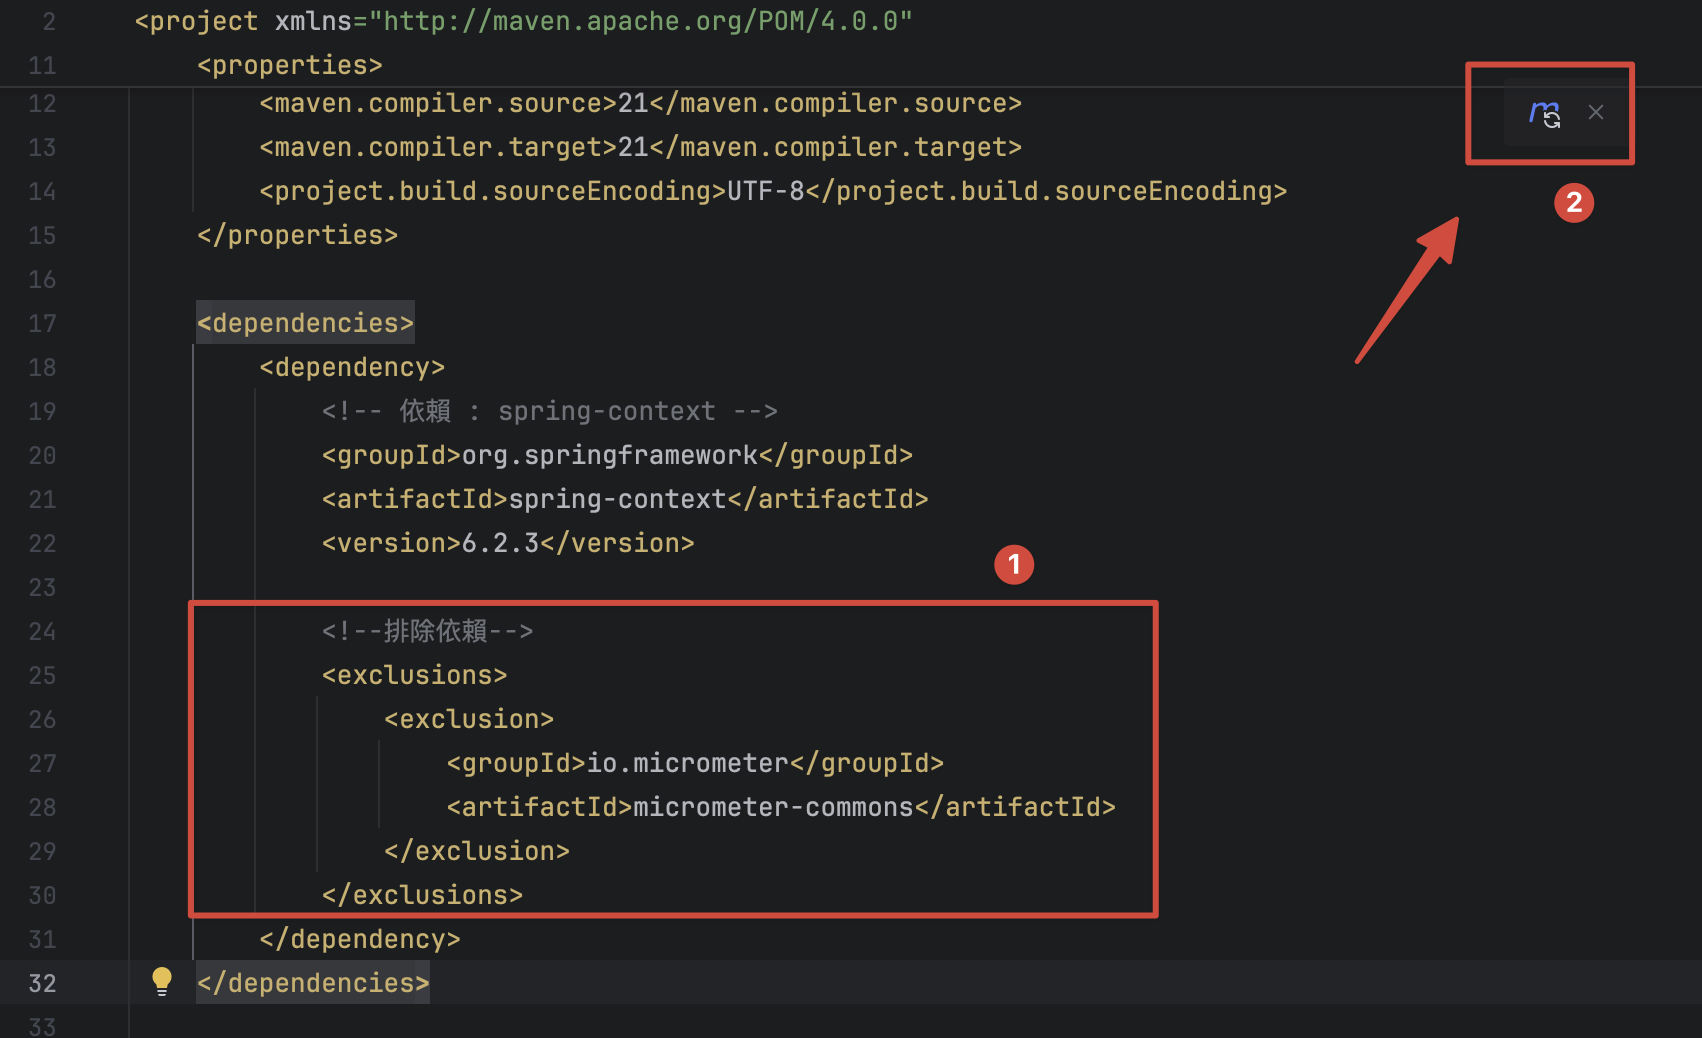 2 <project xmlns="http://maven.apache.org/POM/4.0.0"
11 <properties>
12 <maven.compiler.source>21</maven.compiler.source>
13 <maven.compiler.target>21</maven.compiler.target>
14 <project.build.sourceEncoding>UTF-8</project.build.sourceEncoding>
15 </properties>
2
16
17 <dependencies>
18 <dependency>
19 <!-- 依賴 : spring-context -->
20 <groupId>org.springframework</groupId>
21 <artifactId>spring-context</artifactId>
22 <version>6.2.3</version>
1
23
24 <!--排除依賴-->
25 <exclusions>
26 <exclusion>
27 <groupId>io.micrometer</groupId>
28 <artifactId>micrometer-commons</artifactId>
29 </exclusion>
30 </exclusions>
31 </dependency>
32 </dependencies>
33